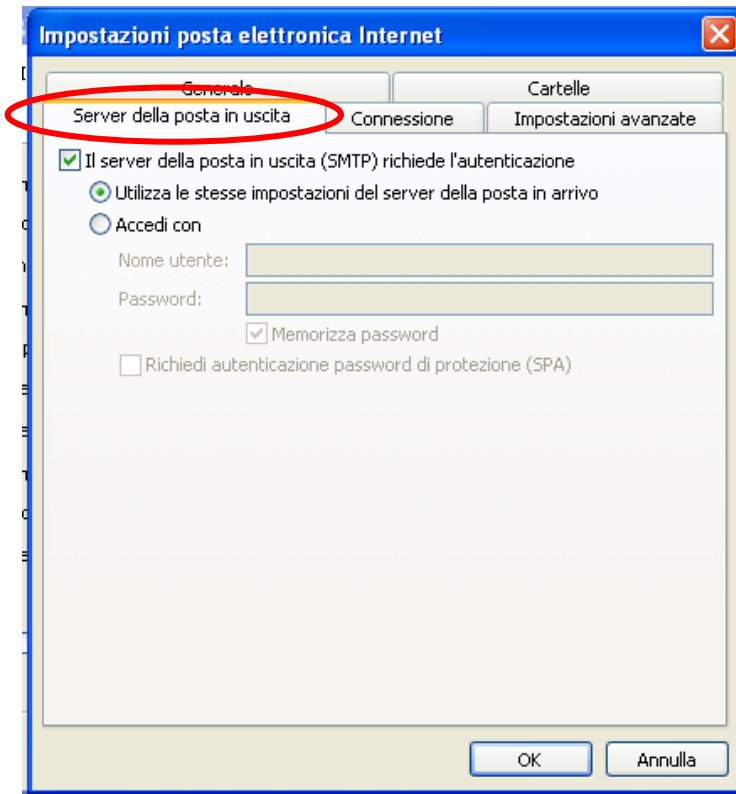 Impostazioni posta elettronica Internet
Generale Cartelle
Server della posta in uscita Connessione Impostazioni avanzate
Il server della posta in uscita (SMTP) richiede l'autenticazione
Utilizza le stesse impostazioni del server della posta in arrivo
Accedi con
Nome utente:
Password:
Memorizza password
Richiedi autenticazione password di protezione (SPA)
OK Annulla